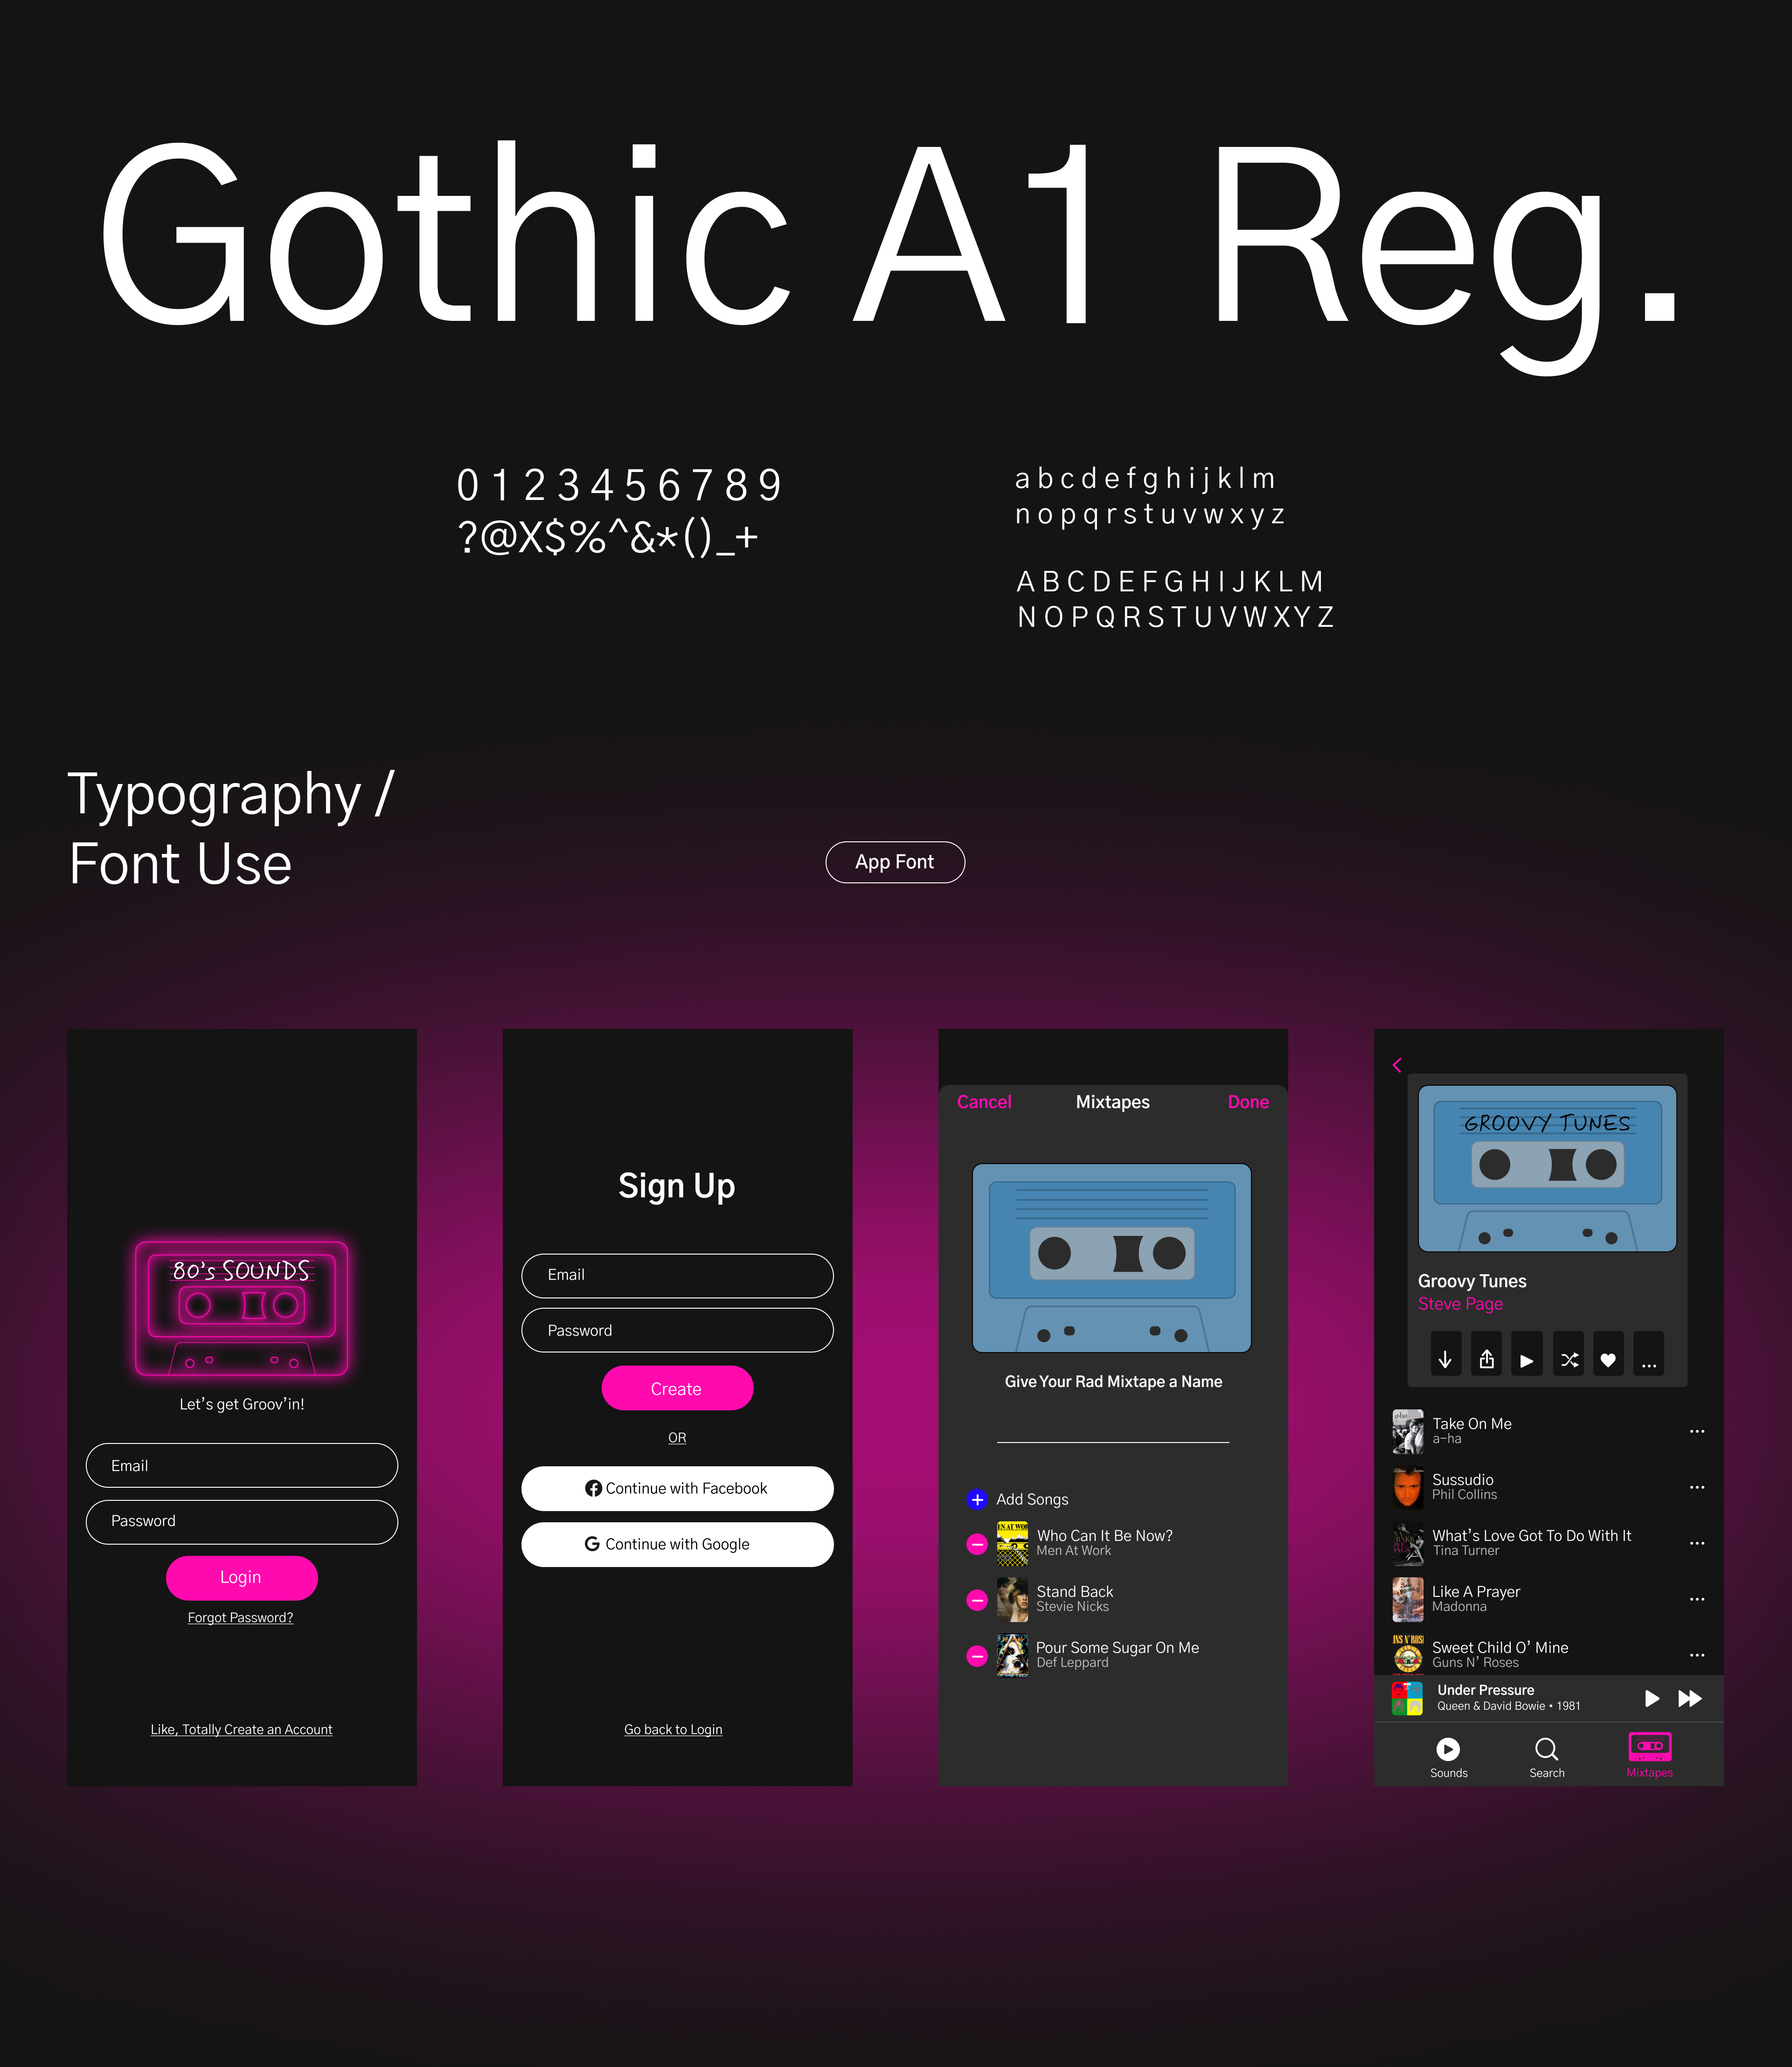 Gothic A1 Reg.
0 1 2 3 4 5 6 7 8 9
?@X$%^&*()_+
a b c d e f g h i j k l m
n o p q r s t u v w x y z
A B C D E F G H I J K L M
N O P Q R S T U V W X Y Z
Typography /
Font Use
App Font
80's SOUNDS
Let's get Groov'in!
Email
Password
Login
Forgot Password?
Like, Totally Create an Account
Sign Up
Email
Password
Create
OR
Continue with Facebook
G Continue with Google
Go back to Login
Cancel Mixtapes Done
Give Your Rad Mixtape a Name
Add Songs
Who Can It Be Now?
Men At Work
Stand Back
Stevie Nicks
Pour Some Sugar On Me
Def Leppard
GROOVY TUNES
Groovy Tunes
Steve Page
Take On Me
a-ha
Sussudio
Phil Collins
What's Love Got To Do With It
Tina Turner
Like A Prayer
Madonna
Sweet Child O' Mine
Guns N' Roses
Under Pressure
Queen & David Bowie • 1981
Sounds Search Mixtapes